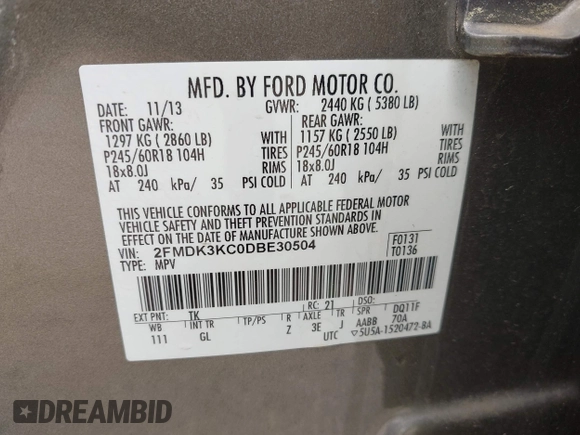 MFD. BY FORD MOTOR CO.
DATE: 11/13 GVWR: 2440 KG ( 5380 LB)
FRONT GAWR: REAR GAWR:
1297 KG ( 2860 LB) WITH 1157 KG ( 2550 LB) WITH
P245/60R18 104H TIRES P245/60R18 104H TIRES
18x8.0J RIMS 18x8.0J RIMS
AT 240 kPa/ 35 PSI COLD AT 240 kPa/ 35 PSI COLD
THIS VEHICLE CONFORMS TO ALL APPLICABLE FEDERAL MOTOR
VEHICLE SAFETY AND THEFT PREVENTION STANDARDS IN
EFFECT ON THE DATE OF MANUFACTURE SHOWN ABOVE.
VIN: 2FMDK3KC0DBE30504 F0131
TYPE: MPV T0136
EXT PNT: TK RC: 21 DSO:
WB INT TR TP/PS R AXLE TR SPR DQ11F
111 GL Z 3E J AABB 70A
UTC ▽5U5A-1520472-BA
DREAMBID